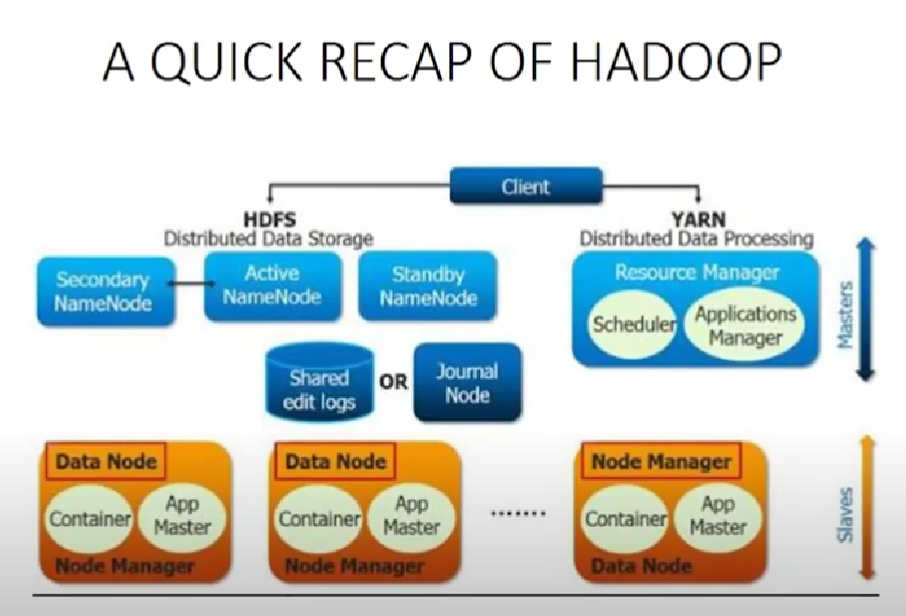 A QUICK RECAP OF HADOOP
Client
HDFS
Distributed Data Storage
YARN
Distributed Data Processing
Secondary
NameNode
Active
NameNode
Standby
NameNode
Resource Manager
Scheduler
Applications
Manager
Masters
Shared
edit logs
OR
Journal
Node
Data Node
Container
App
Master
Node Manager
Data Node
Container
App
Master
Node Manager
.......
Node Manager
Container
App
Master
Data Node
Slaves